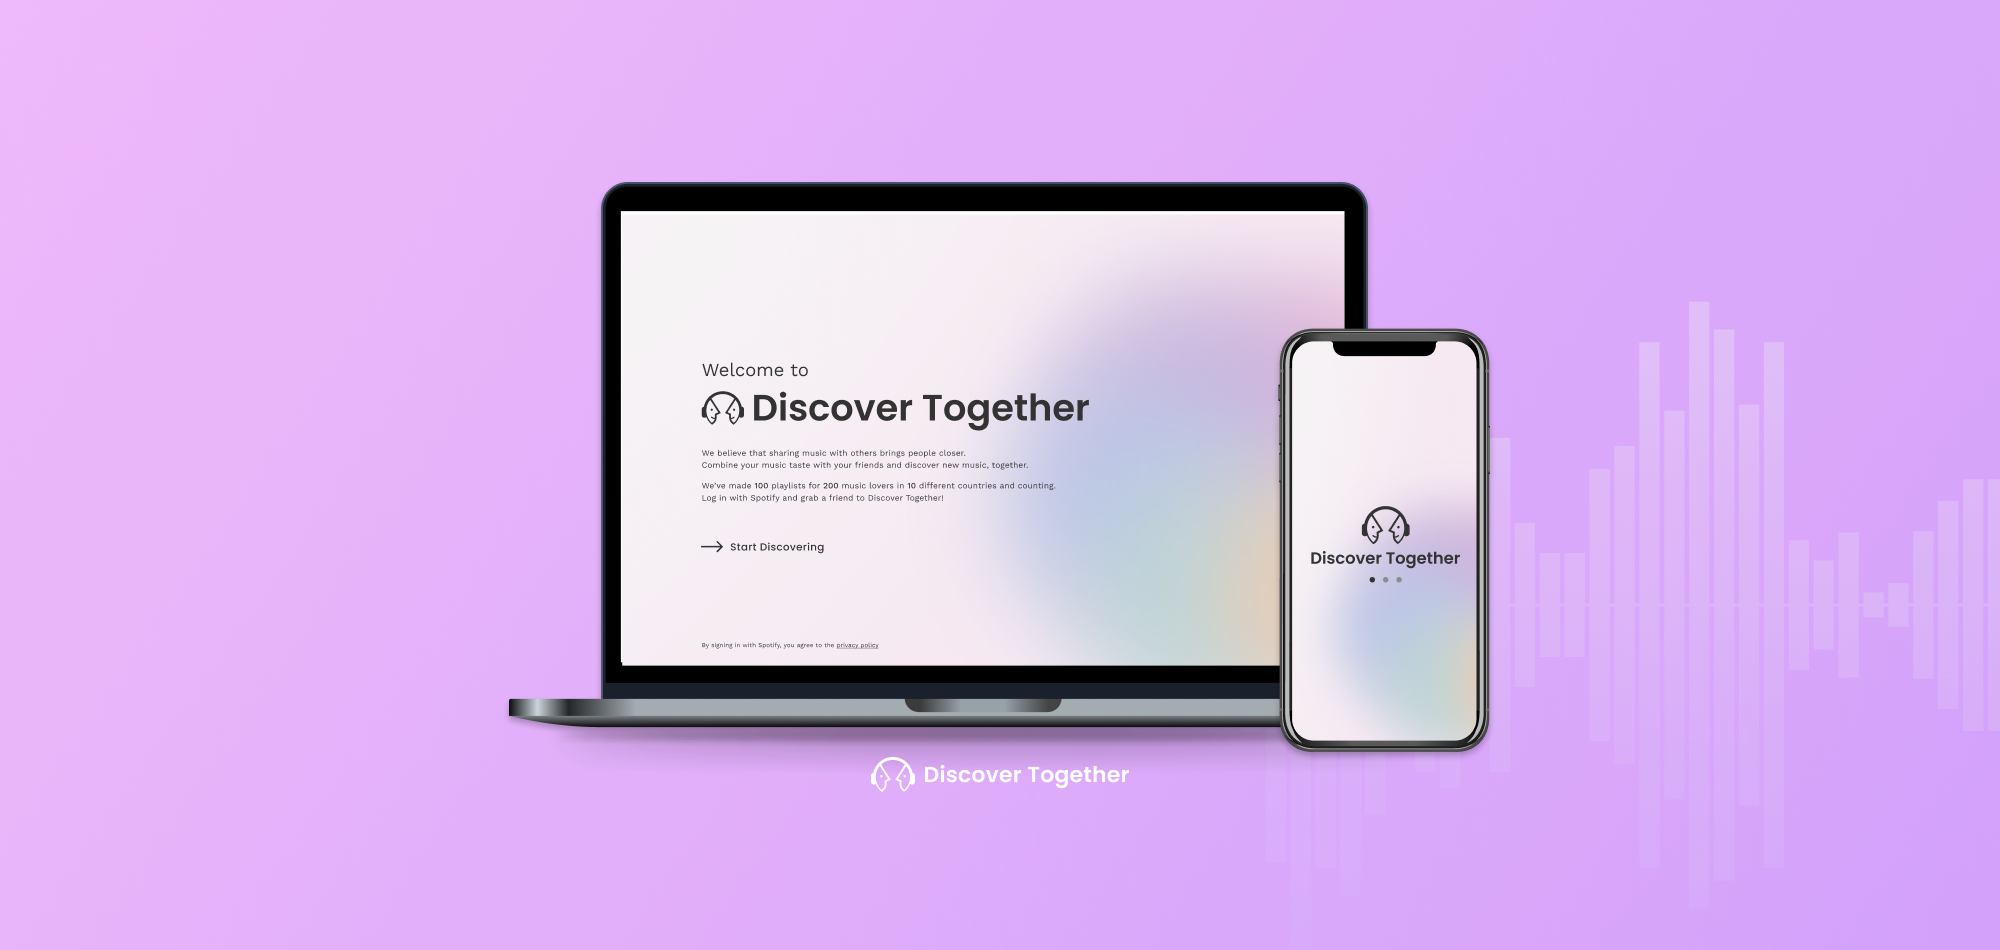 Welcome to
Discover Together
We believe that sharing music with others brings people closer.
Combine your music taste with your friends and discover new music, together.
We've made 100 playlists for 200 music lovers in 10 different countries and counting.
Log in with Spotify and grab a friend to Discover Together!
Start Discovering
By signing in with Spotify, you agree to the privacy policy
Discover Together
Discover Together